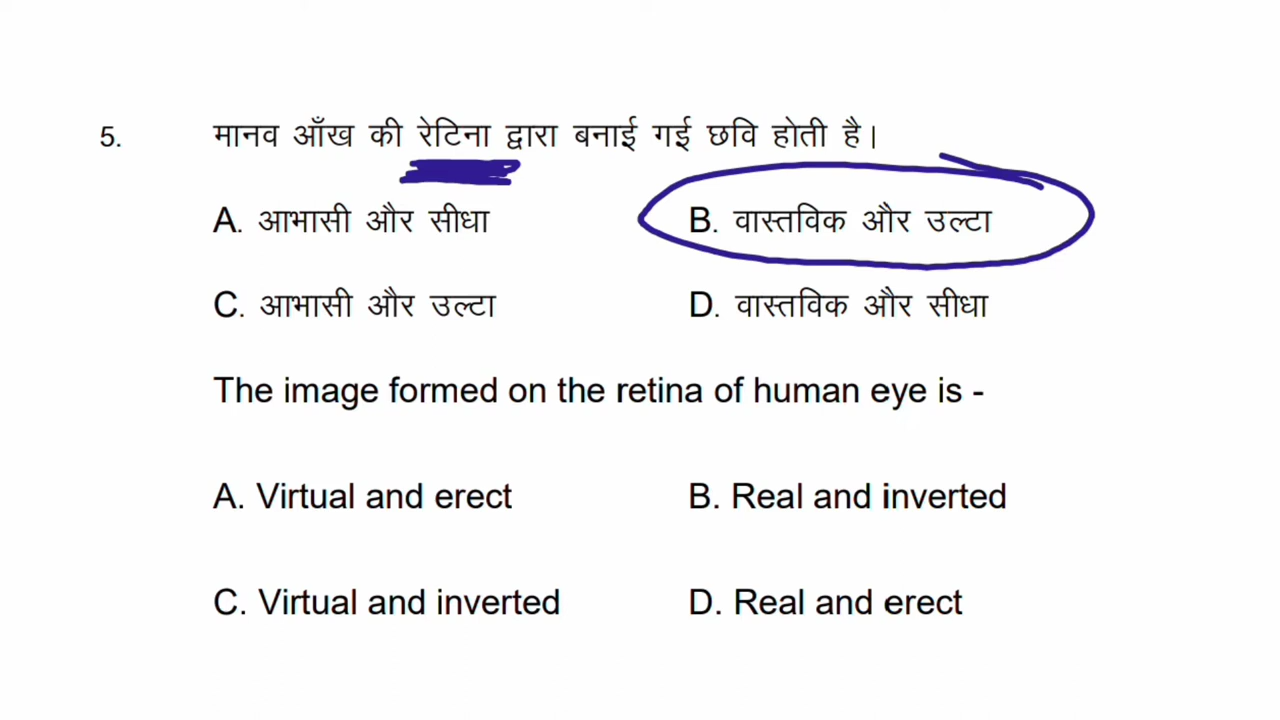 5. मानव आँख की रेटिना द्वारा बनाई गई छवि होती है।
A. आभासी और सीधा B. वास्तविक और उल्टा
C. आभासी और उल्टा D. वास्तविक और सीधा
The image formed on the retina of human eye is -
A. Virtual and erect B. Real and inverted
C. Virtual and inverted D. Real and erect